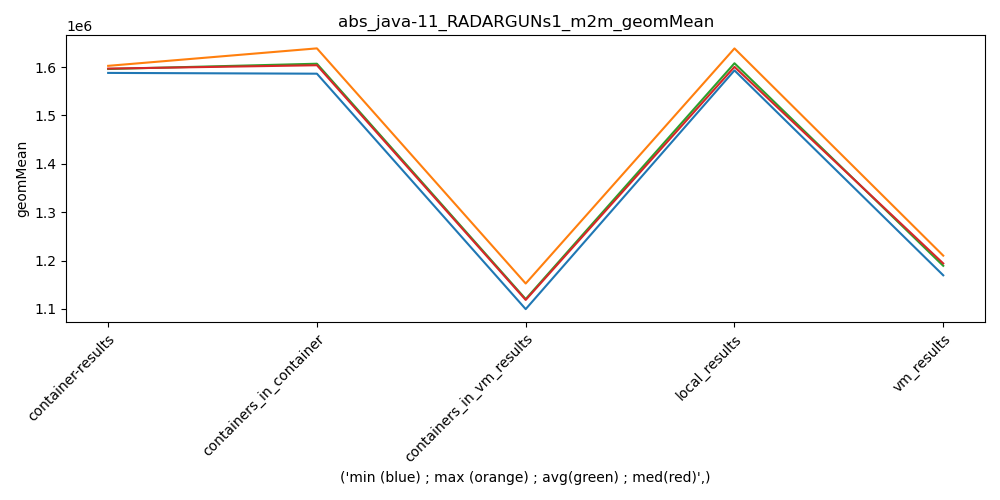 abs_java-11_RADARGUNs1_m2m_geomMean
1e6
1.6
1.5
1.4
1.3
1.2
1.1
geomMean
container-results
containers_in_container
containers_in_vm_results
local_results
vm_results
('min (blue) ; max (orange) ; avg(green) ; med(red)',)